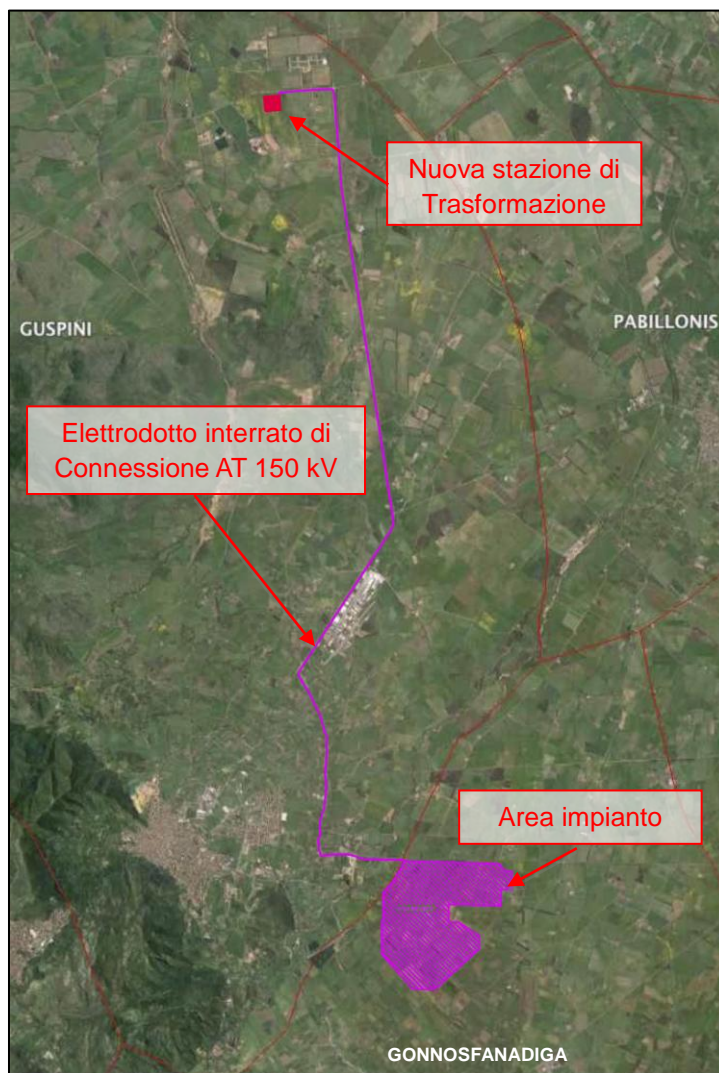 Nuova stazione di
Trasformazione
GUSPINI
PABILLONIS
Elettrodotto interrato di
Connessione AT 150 kV
Area impianto
GONNOSFANADIGA